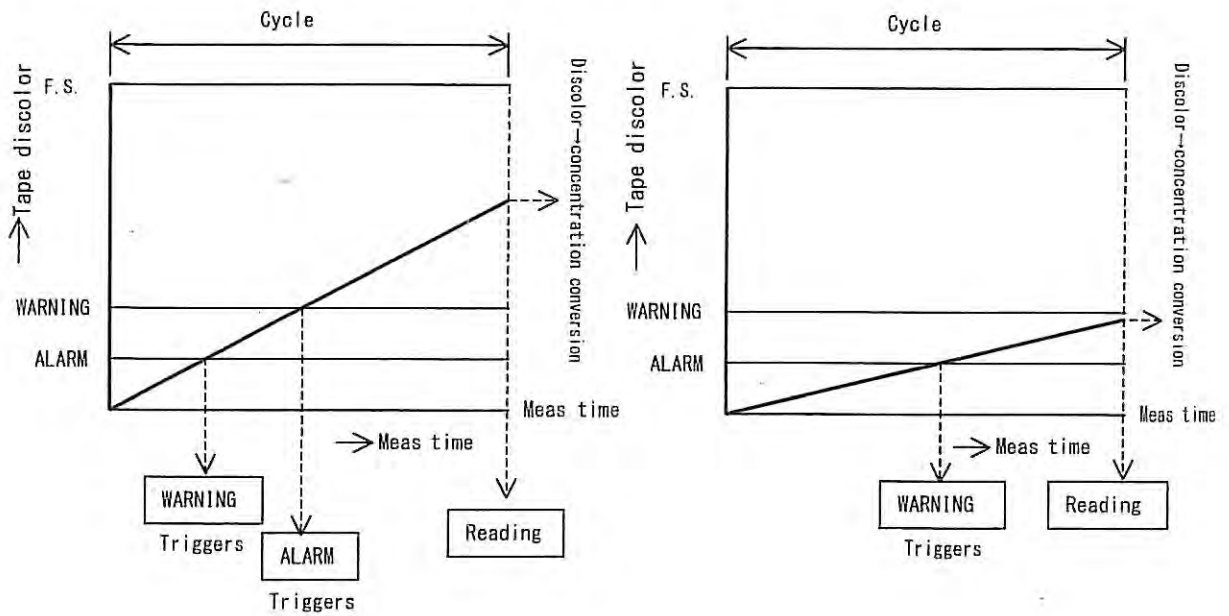 Cycle
F.S.
Tape discolor
WARNING
ALARM
Discolor→concentration conversion
Meas time
Meas time
WARNING
Triggers
ALARM
Triggers
Reading
Cycle
F.S.
Tape discolor
WARNING
ALARM
Discolor→concentration conversion
Meas time
Meas time
WARNING
Triggers
Reading